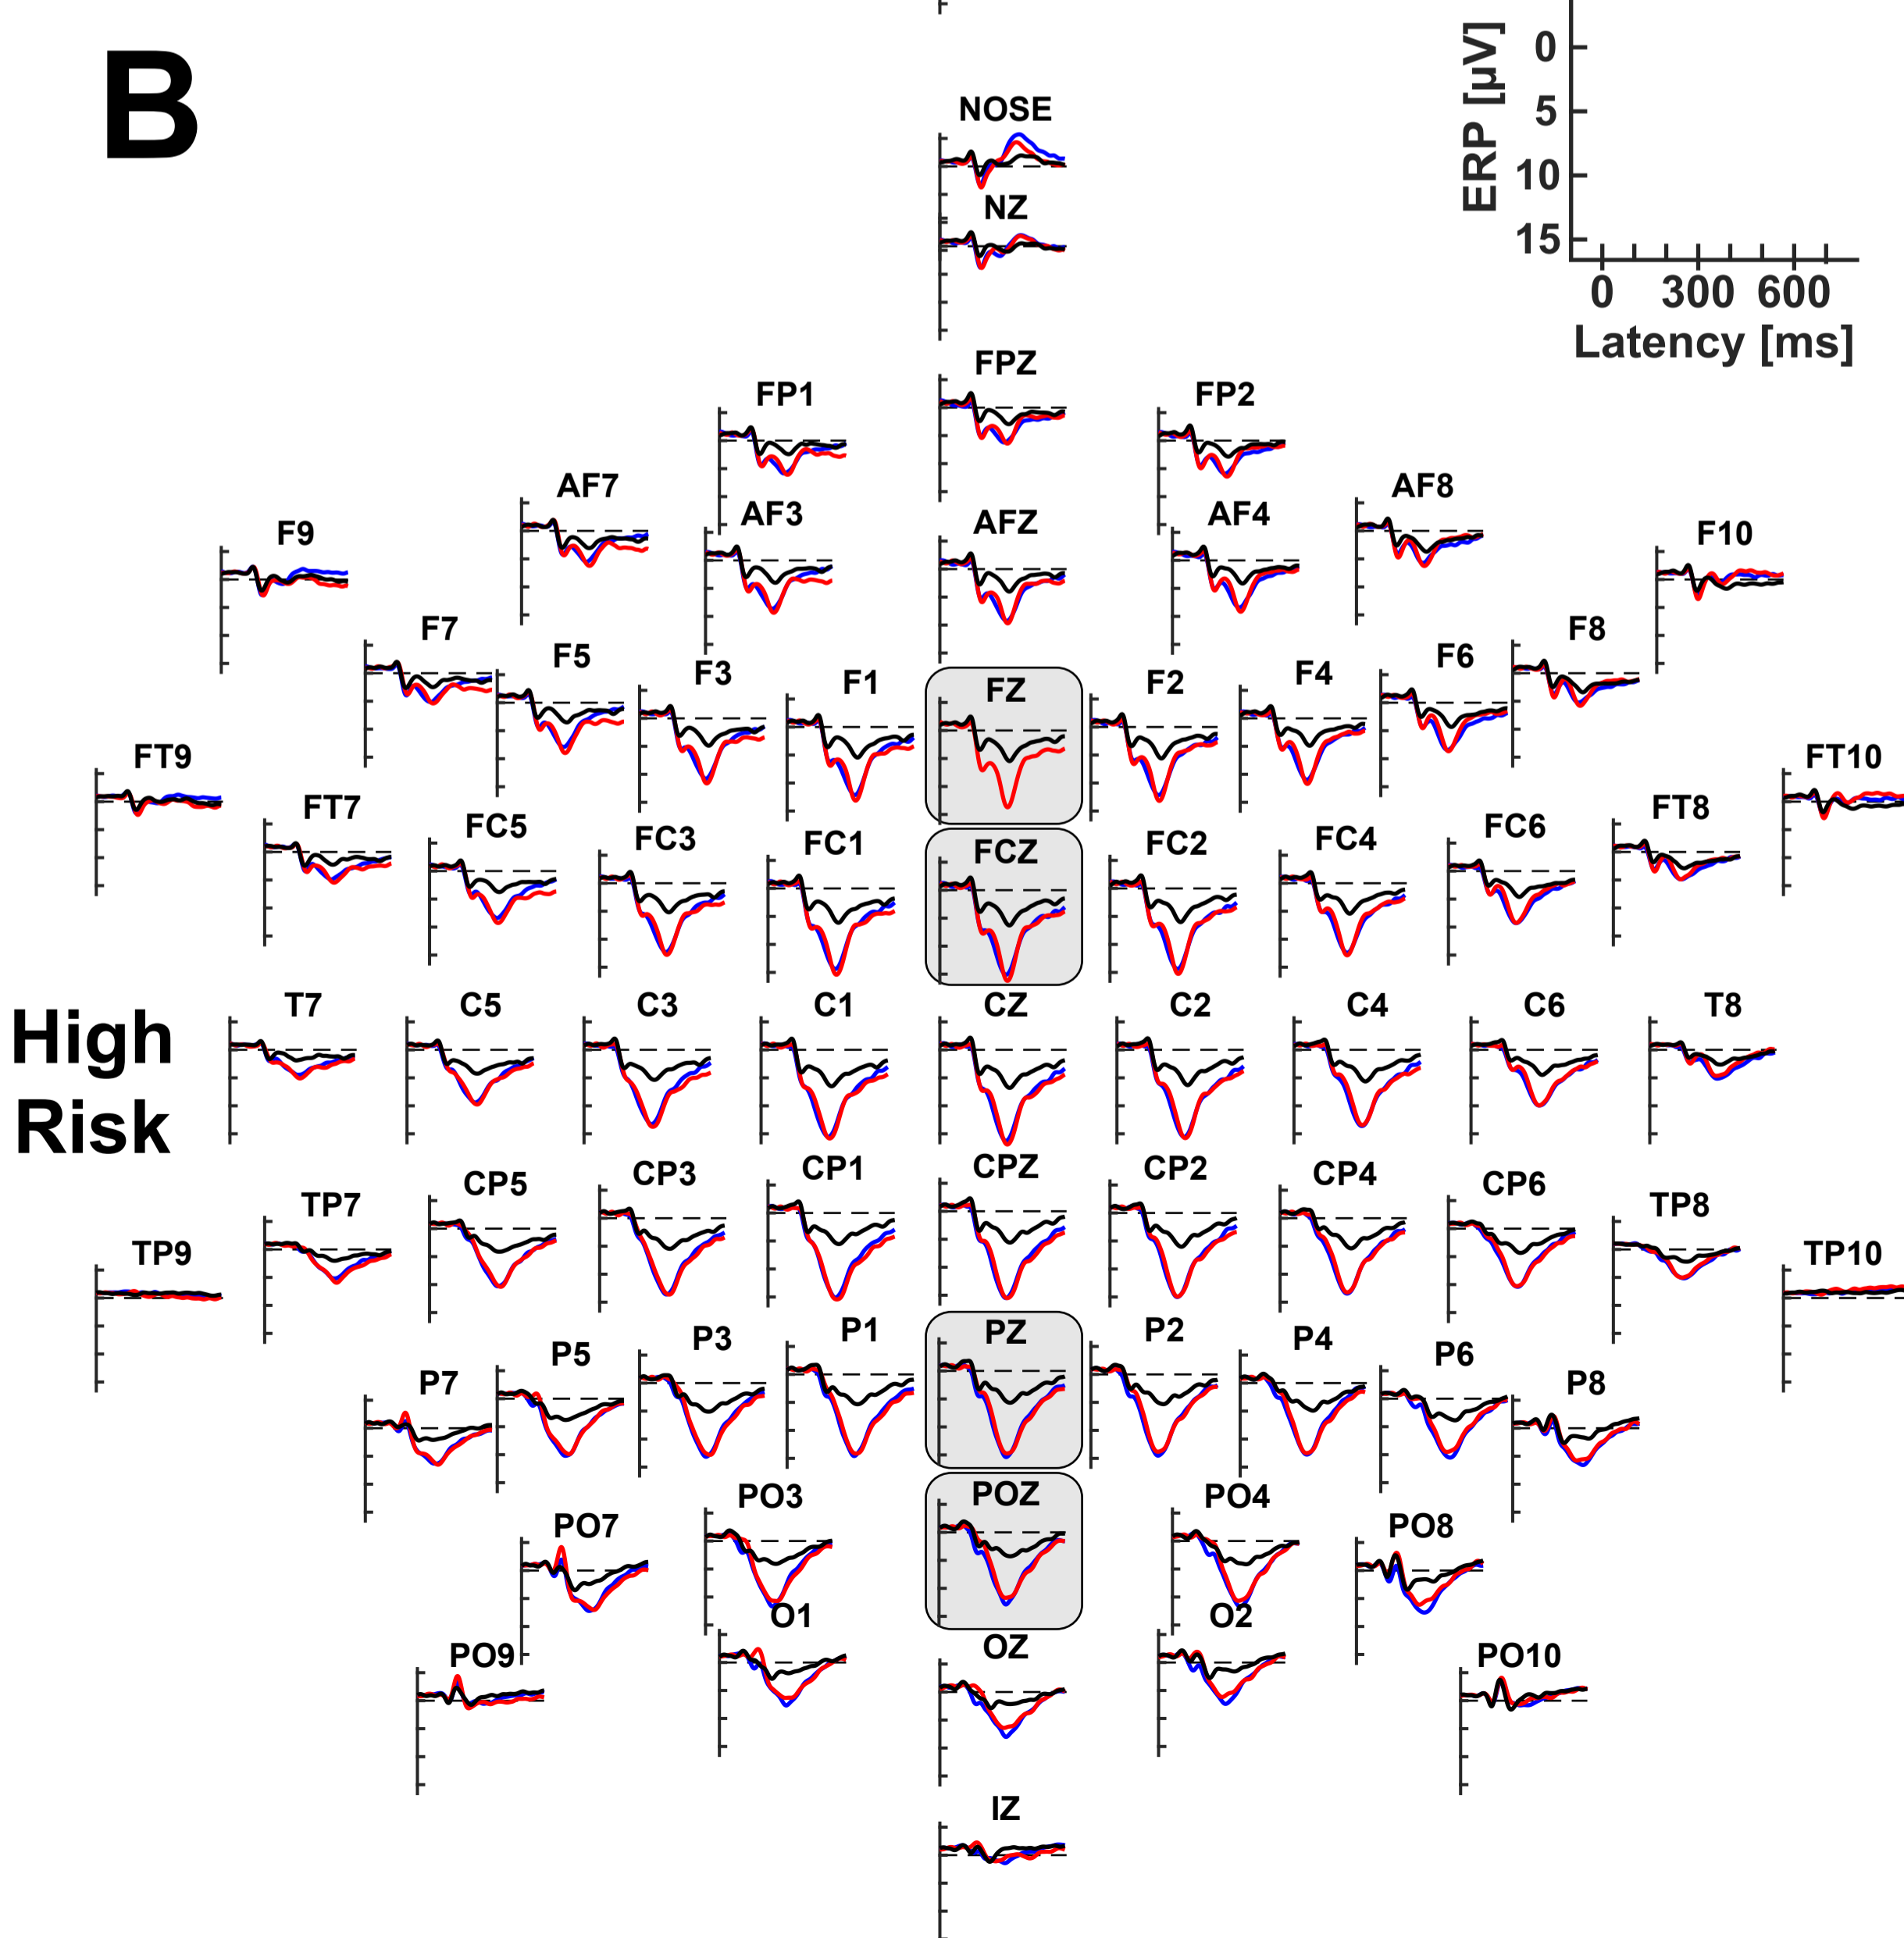 B
ERP [µV]
0
5
10
15
0 300 600
Latency [ms]
NOSE
NZ
FPZ
FP1 FP2
AF7 AF8
AF3 AFZ AF4
F9 F10
F7 F8
F5 F6
F3 F1 FZ F2 F4
FT9 FT10
FT7 FT8
FC5 FC6
FC3 FC1 FCZ FC2 FC4
High
Risk
T7 C5 C3 C1 CZ C2 C4 C6 T8
CP5 CP3 CP1 CPZ CP2 CP4 CP6
TP7 TP8
TP9 TP10
P7 P5 P3 P1 PZ P2 P4 P6 P8
PO3 POZ PO4
PO7 PO8
O1 O2
PO9 OZ PO10
IZ